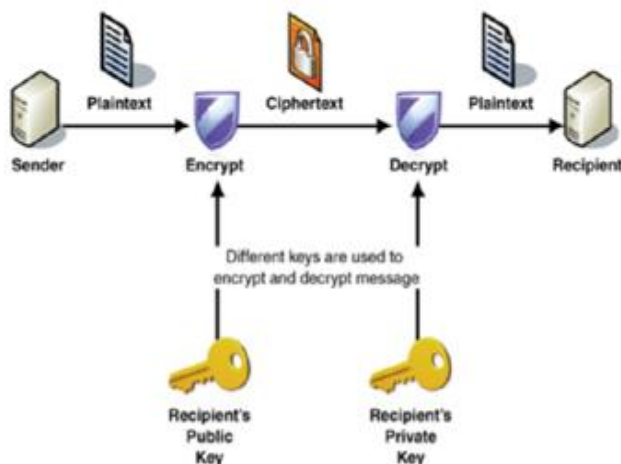 Plaintext
Ciphertext
Plaintext
Sender
Encrypt
Decrypt
Recipient
Different keys are used to
encrypt and decrypt message
Recipient's
Public
Key
Recipient's
Private
Key